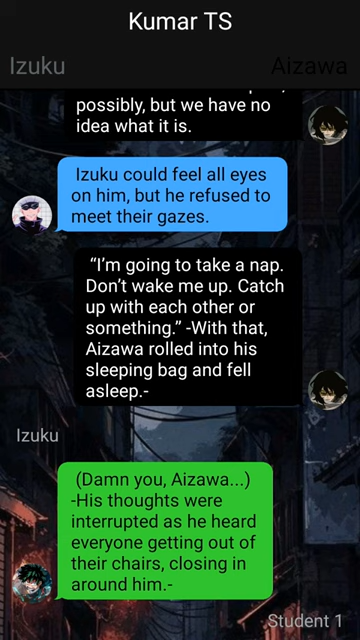 Kumar TS
Izuku
Aizawa
possibly, but we have no
idea what it is.
Izuku could feel all eyes
on him, but he refused to
meet their gazes.
“I’m going to take a nap.
Don’t wake me up. Catch
up with each other or
something.” -With that,
Aizawa rolled into his
sleeping bag and fell
asleep.-
Izuku
(Damn you, Aizawa...)
-His thoughts were
interrupted as he heard
everyone getting out of
their chairs, closing in
around him.-
Student 1